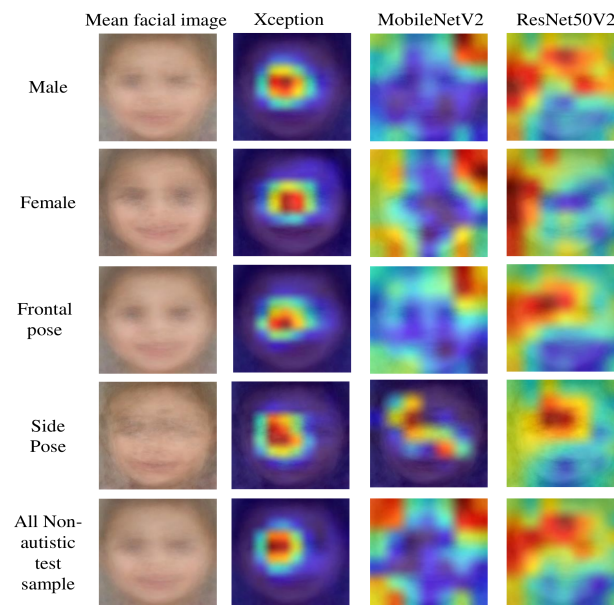 Mean facial image Xception MobileNetV2 ResNet50V2
Male
Female
Frontal
pose
Side
Pose
All Non-
autistic
test
sample